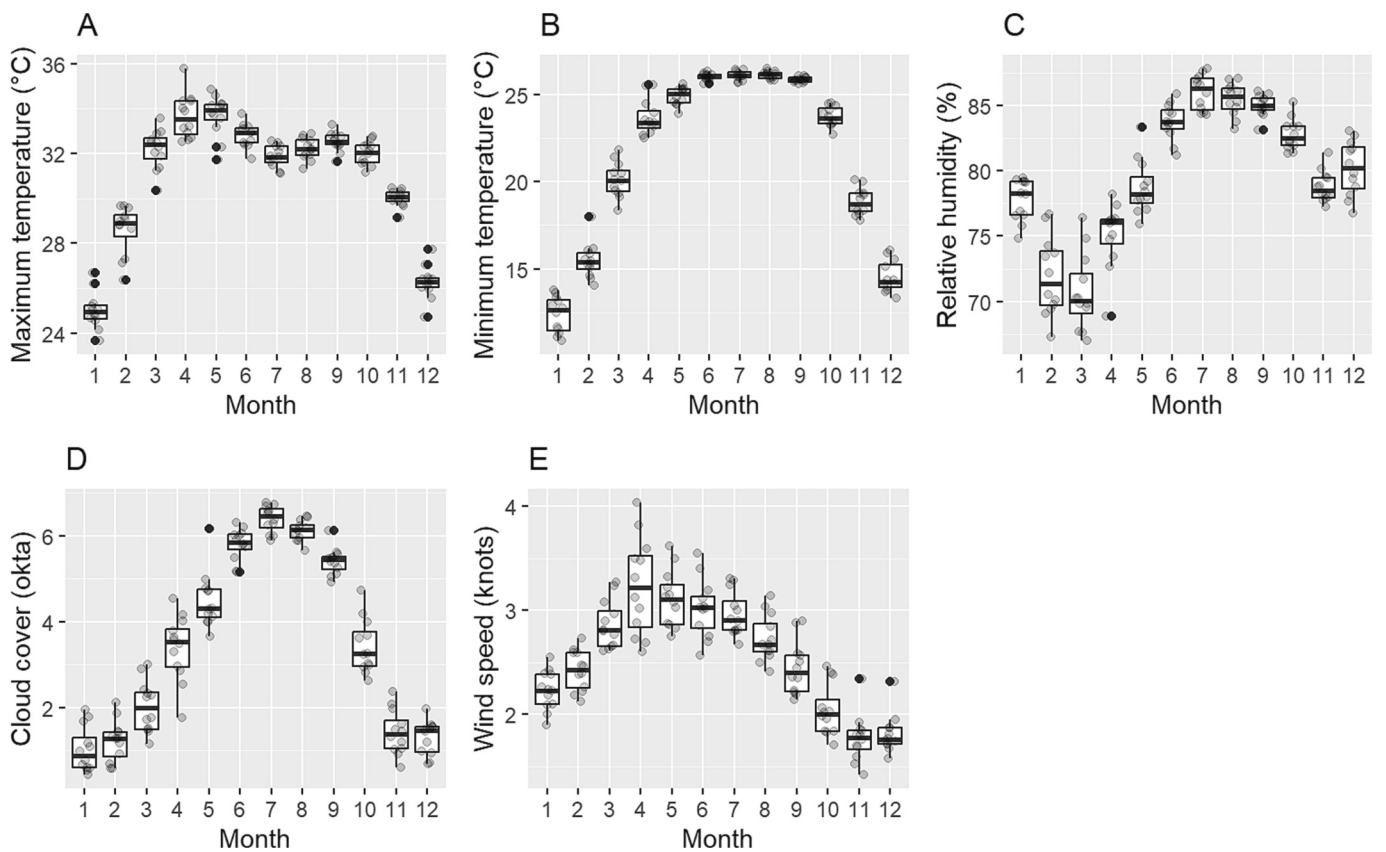 A
Maximum temperature (°C)
36
32
28
24
1 2 3 4 5 6 7 8 9 10 11 12
Month
B
Minimum temperature (°C)
25
20
15
1 2 3 4 5 6 7 8 9 10 11 12
Month
C
Relative humidity (%)
85
80
75
70
1 2 3 4 5 6 7 8 9 10 11 12
Month
D
Cloud cover (okta)
6
4
2
1 2 3 4 5 6 7 8 9 10 11 12
Month
E
Wind speed (knots)
4
3
2
1 2 3 4 5 6 7 8 9 10 11 12
Month